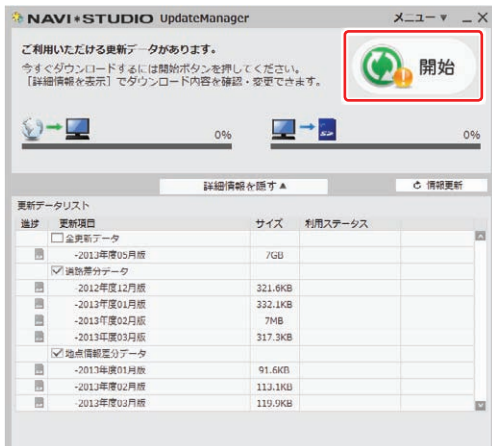 NAVI*STUDIO UpdateManager メニュー ▼ _ X
ご利用いただける更新データがあります。
今すぐダウンロードするには開始ボタンを押してください。
[詳細情報を表示]でダウンロード内容を確認・変更できます。
開始
0% 0%
詳細情報を隠す▲ 情報更新
更新データリスト
進捗 更新項目 サイズ 利用ステータス
全更新データ
-2013年度05月版 7GB
道路差分データ
-2012年度12月版 321.6KB
-2013年度01月版 332.1KB
-2013年度02月版 7MB
-2013年度03月版 317.3KB
地点情報差分データ
-2013年度01月版 91.6KB
-2013年度02月版 113.1KB
-2013年度03月版 119.9KB